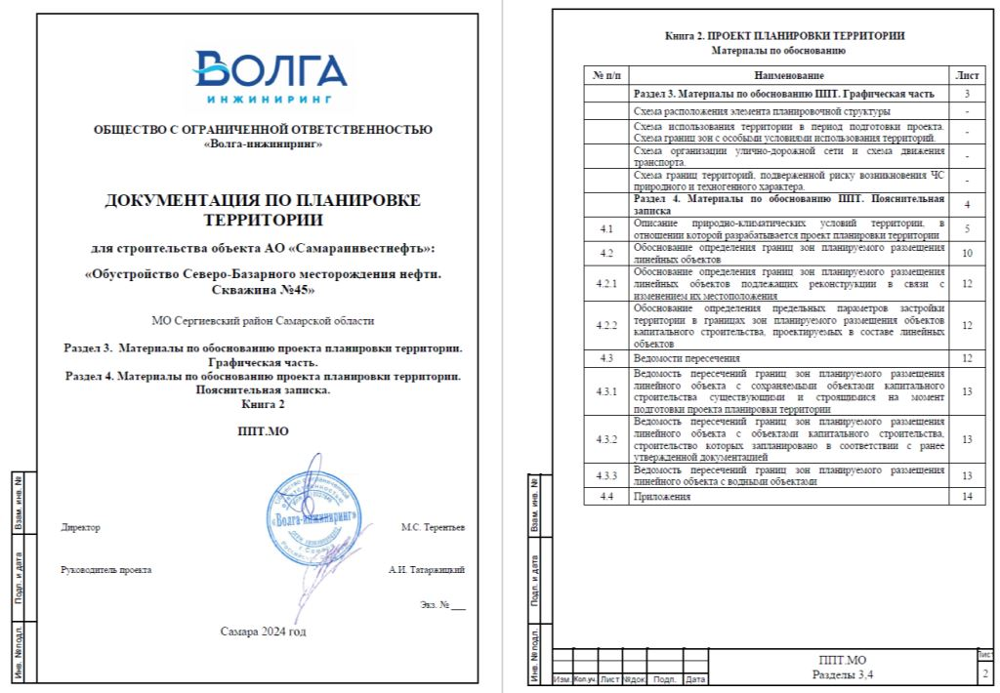 ВОЛГА
ИНЖИНИРИНГ
ОБЩЕСТВО С ОГРАНИЧЕННОЙ ОТВЕТСТВЕННОСТЬЮ
«Волга-инжиниринг»
ДОКУМЕНТАЦИЯ ПО ПЛАНИРОВКЕ
ТЕРРИТОРИИ
для строительства объекта АО «Самараинвестнефть»:
«Обустройство Северо-Базарного месторождения нефти.
Скважина №45»
МО Сергиевский район Самарской области
Раздел 3. Материалы по обоснованию проекта планировки территории.
Графическая часть.
Раздел 4. Материалы по обоснованию проекта планировки территории.
Пояснительная записка.
Книга 2
ППТ.МО
«Волга-инжиниринг»
Директор М.С. Терентьев
Руководитель проекта А.И. Татаржицкий
Экз. № ___
Самара 2024 год
Взам. инв. №
Подп. и дата
Инв. № подл.
Книга 2. ПРОЕКТ ПЛАНИРОВКИ ТЕРРИТОРИИ
Материалы по обоснованию
№ п/п Наименование Лист
Раздел 3. Материалы по обоснованию ППТ. Графическая часть 3
Схема расположения элемента планировочной структуры -
Схема использования территории в период подготовки проекта.
Схема границ зон с особыми условиями использования территорий. -
Схема организации улично-дорожной сети и схема движения
транспорта. -
Схема границ территорий, подверженной риску возникновения ЧС
природного и техногенного характера. -
Раздел 4. Материалы по обоснованию ППТ. Пояснительная
записка 4
4.1 Описание природно-климатических условий территории, в
отношении которой разрабатывается проект планировки территории 5
4.2 Обоснование определения границ зон планируемого размещения
линейных объектов 10
4.2.1 Обоснование определения границ зон планируемого размещения
линейных объектов подлежащих реконструкции в связи с
изменением их местоположения 12
4.2.2 Обоснование определения предельных параметров застройки
территории в границах зон планируемого размещения объектов
капитального строительства, проектируемых в составе линейных
объектов 12
4.3 Ведомости пересечения 12
4.3.1 Ведомость пересечений границ зон планируемого размещения
линейного объекта с сохраняемыми объектами капитального
строительства существующими и строящимися на момент
подготовки проекта планировки территории 13
4.3.2 Ведомость пересечений границ зон планируемого размещения
линейного объекта с объектами капитального строительства,
строительство которых запланировано в соответствии с ранее
утвержденной документацией 13
4.3.3 Ведомость пересечений границ зон планируемого размещения
линейного объекта с водными объектами 13
4.4 Приложения 14
Взам. инв. №
Подп. и дата
Инв. № подл.
Изм. Кол.уч. Лист №док Подп. Дата
ППТ.МО
Разделы 3,4
Лист
2